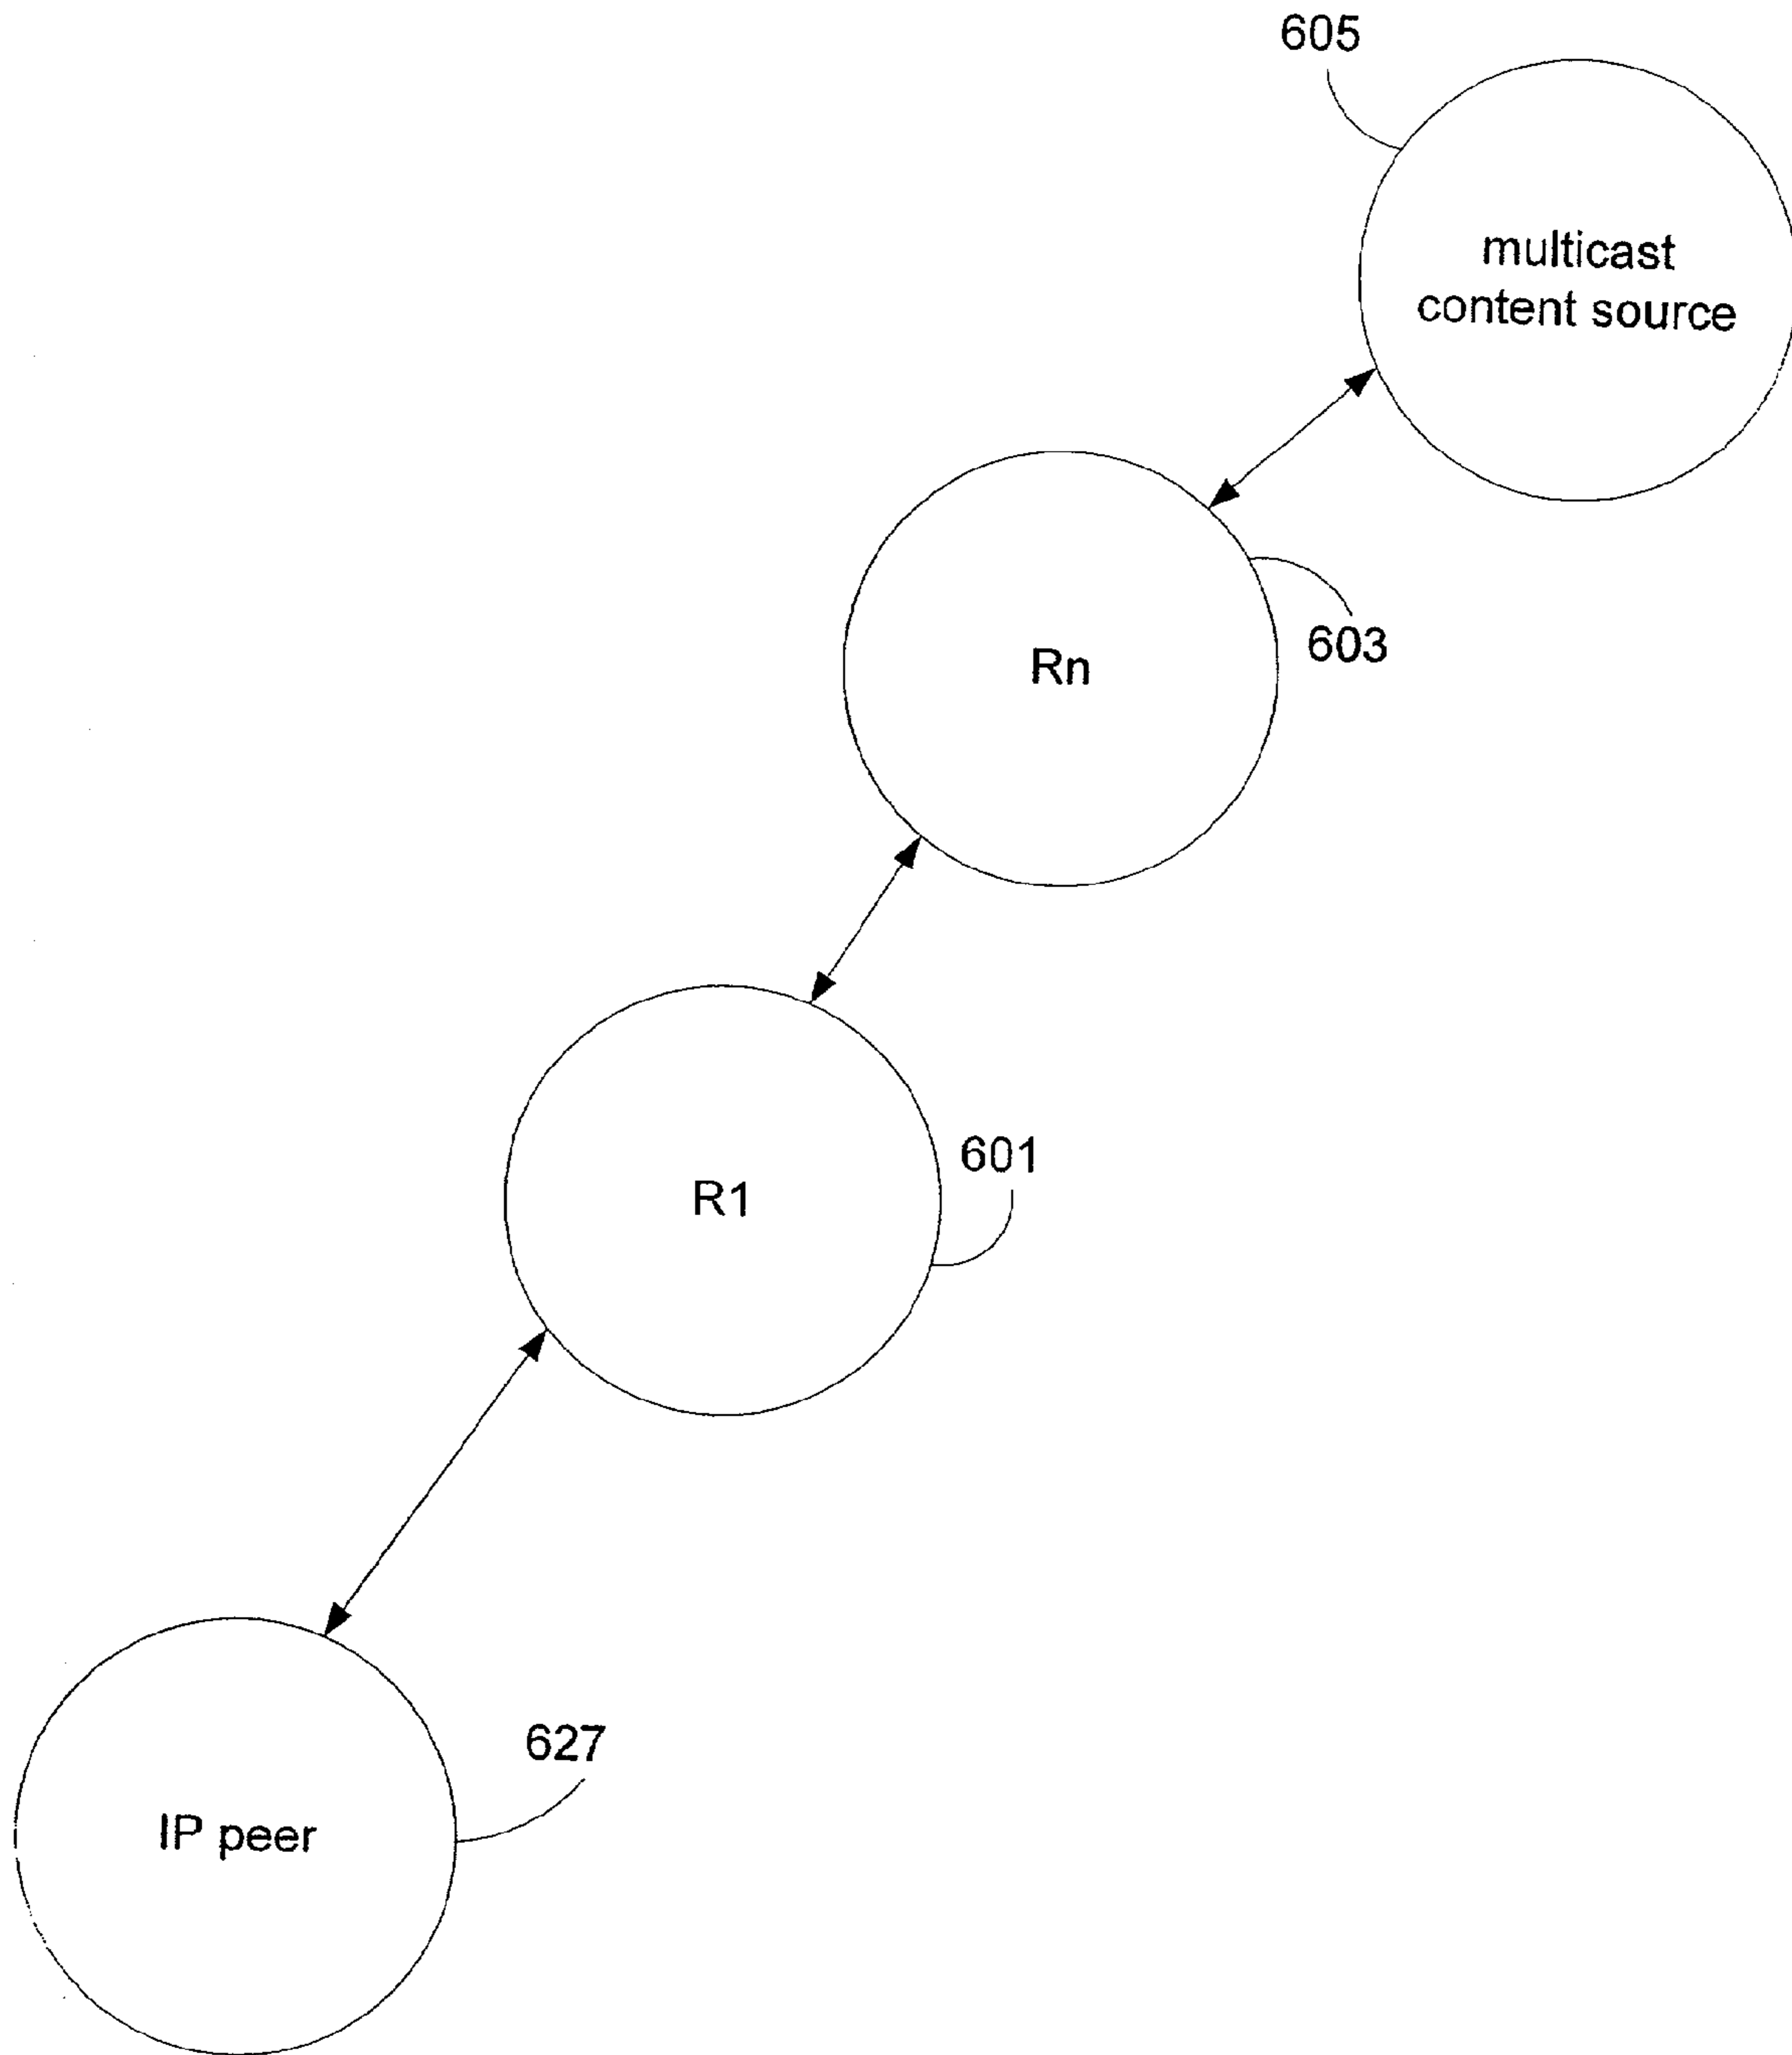 605
multicast
content source
Rn
603
601
R1
627
IP peer